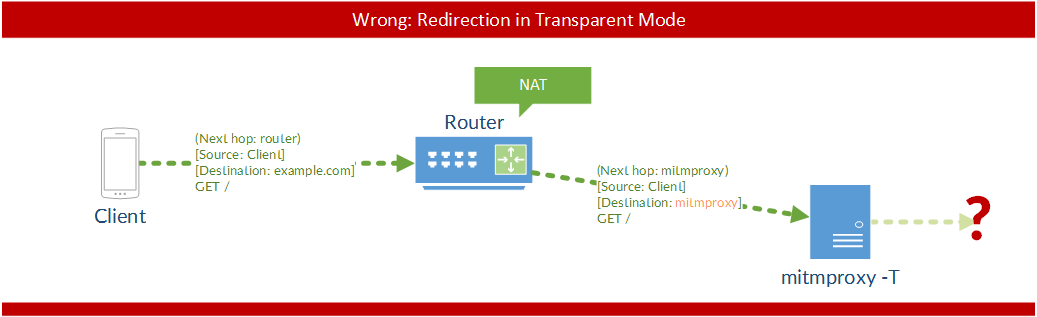 Wrong: Redirection in Transparent Mode
NAT
Router
(Next hop: router)
[Source: Client]
[Destination: example.com]
GET /
Client
(Next hop: mitmproxy)
[Source: Client]
[Destination: mitmproxy]
GET /
?
mitmproxy -T